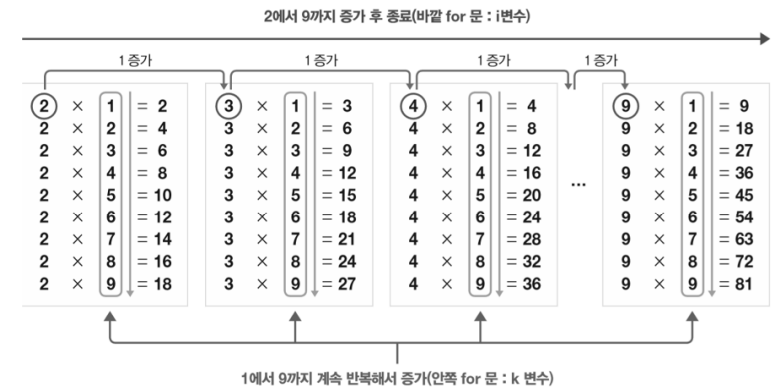 2에서 9까지 증가 후 종료(바깥 for 문 : i변수)
1 증가 1 증가 1 증가 1 증가
2 × 1 = 2 3 × 1 = 3 4 × 1 = 4 9 × 1 = 9
2 × 2 = 4 3 × 2 = 6 4 × 2 = 8 9 × 2 = 18
2 × 3 = 6 3 × 3 = 9 4 × 3 = 12 9 × 3 = 27
2 × 4 = 8 3 × 4 = 12 4 × 4 = 16 9 × 4 = 36
2 × 5 = 10 3 × 5 = 15 4 × 5 = 20 ... 9 × 5 = 45
2 × 6 = 12 3 × 6 = 18 4 × 6 = 24 9 × 6 = 54
2 × 7 = 14 3 × 7 = 21 4 × 7 = 28 9 × 7 = 63
2 × 8 = 16 3 × 8 = 24 4 × 8 = 32 9 × 8 = 72
2 × 9 = 18 3 × 9 = 27 4 × 9 = 36 9 × 9 = 81
1에서 9까지 계속 반복해서 증가(안쪽 for 문 : k 변수)